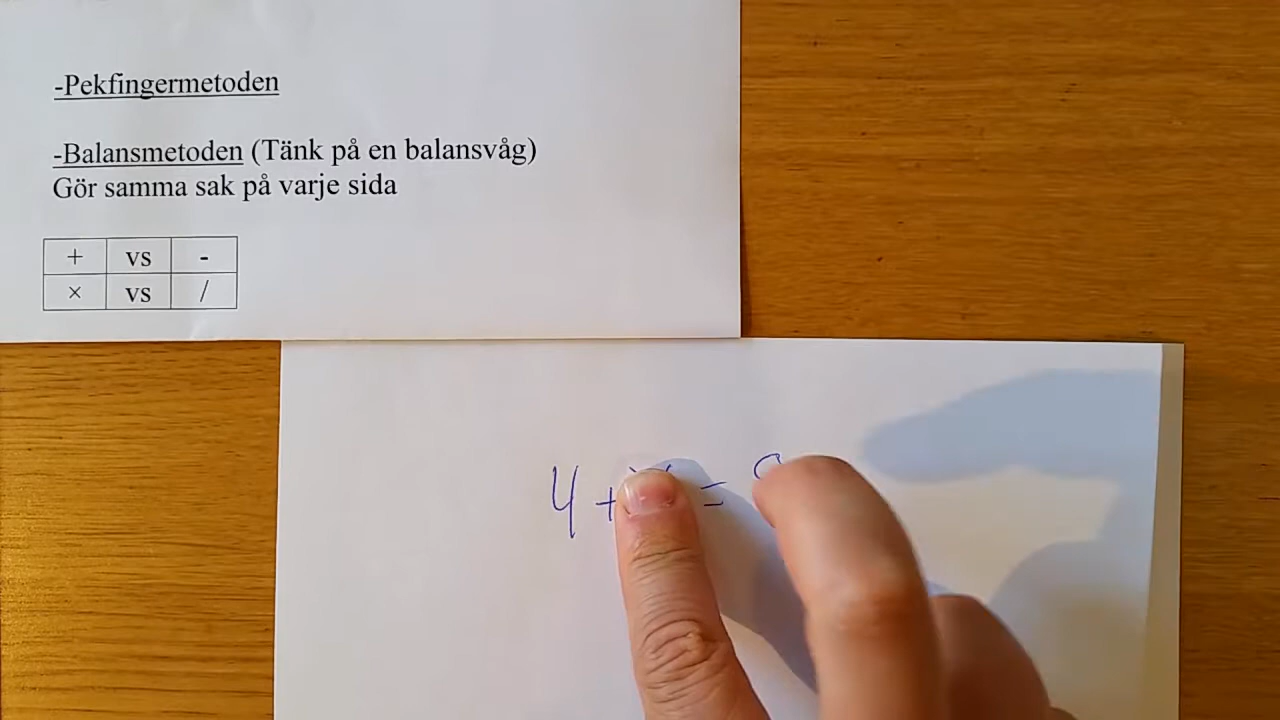 -Pekfingermetoden
-Balansmetoden (Tänk på en balansvåg)
Gör samma sak på varje sida
+ vs -
× vs /
4 + =